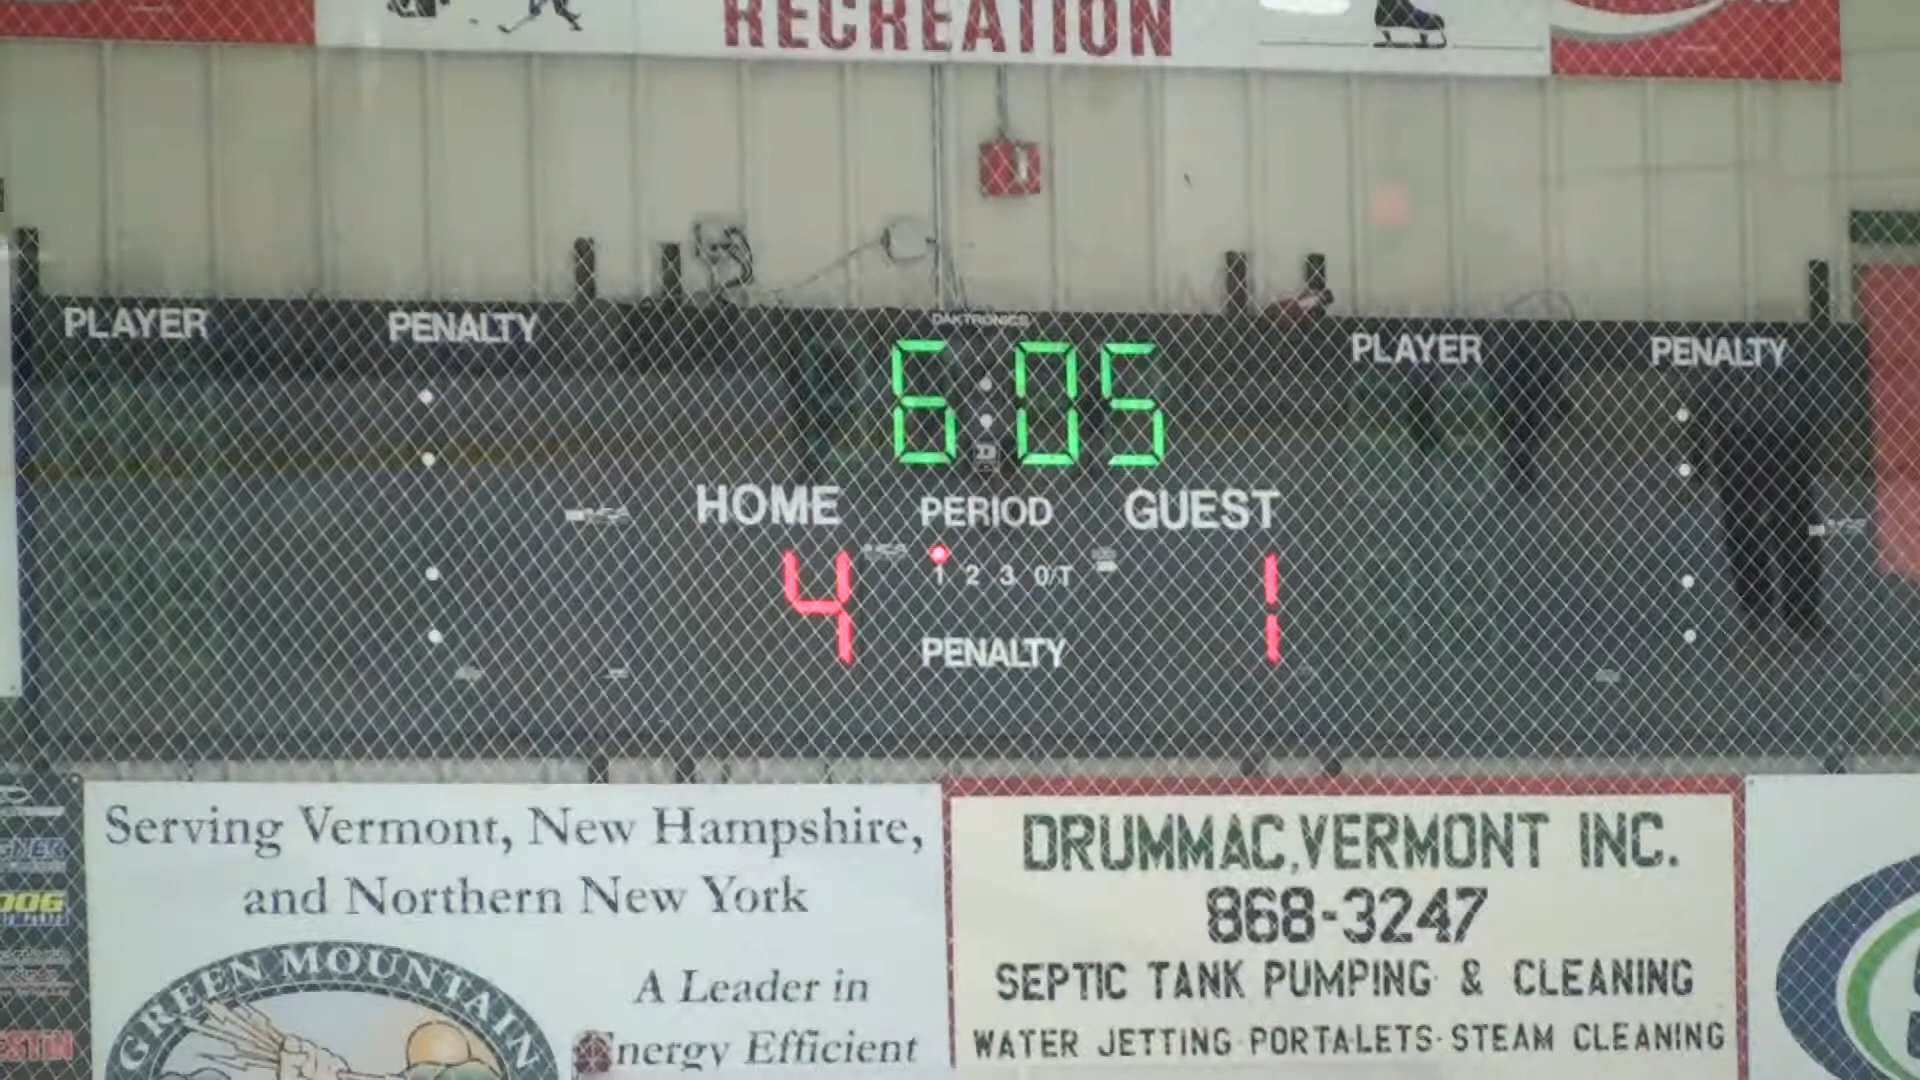 RECREATION
DAKTRONICS
PLAYER PENALTY 6:05 PLAYER PENALTY
HOME PERIOD GUEST
4 1 2 3 O/T 1
PENALTY
Serving Vermont, New Hampshire,
and Northern New York
GREEN MOUNTAIN
A Leader in
Energy Efficient
DRUMMAC, VERMONT INC.
868-3247
SEPTIC TANK PUMPING & CLEANING
WATER JETTING·PORTALETS·STEAM CLEANING